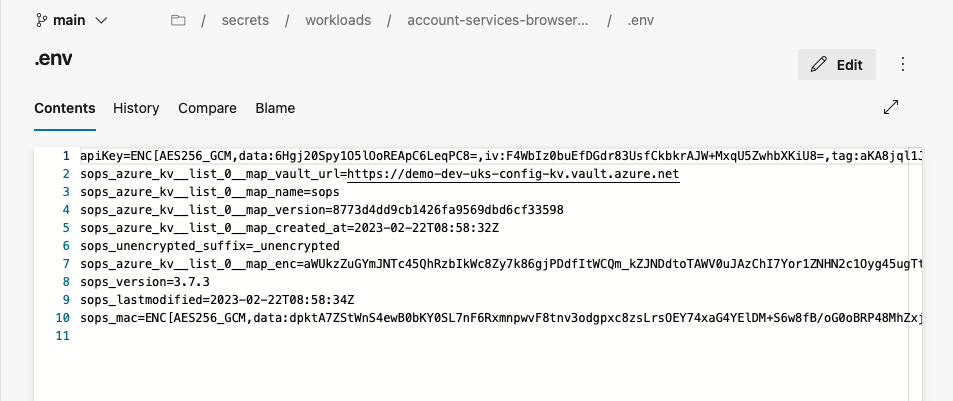 main
/ secrets / workloads / account-services-browser... / .env
.env
Edit
Contents History Compare Blame
1 apiKey=ENC[AES256_GCM,data:6Hgj20Spy1O5lOoREApC6LeqPC8=,iv:F4WbIz0buEfDGdr83UsfCkbkrAJW+MxqU5ZwhbXKiU8=,tag:aKA8jql1J
2 sops_azure_kv__list_0__map_vault_url=https://demo-dev-uks-config-kv.vault.azure.net
3 sops_azure_kv__list_0__map_name=sops
4 sops_azure_kv__list_0__map_version=8773d4dd9cb1426fa9569dbd6cf33598
5 sops_azure_kv__list_0__map_created_at=2023-02-22T08:58:32Z
6 sops_unencrypted_suffix=_unencrypted
7 sops_azure_kv__list_0__map_enc=aWUkzZuGYmJNTc45QhRzbIkWc8Zy7k86gjPDdfItWCQm_kZJNDdtoTAWV0uJAzChI7Yor1ZNHN2c1Oyg45ugTt
8 sops_version=3.7.3
9 sops_lastmodified=2023-02-22T08:58:34Z
10 sops_mac=ENC[AES256_GCM,data:dpktA7ZStWnS4ewB0bKY0SL7nF6RxmnpwvF8tnv3odgpxc8zsLrsOEY74xaG4YElDM+S6w8fB/oG0oBRP48MhZxj
11